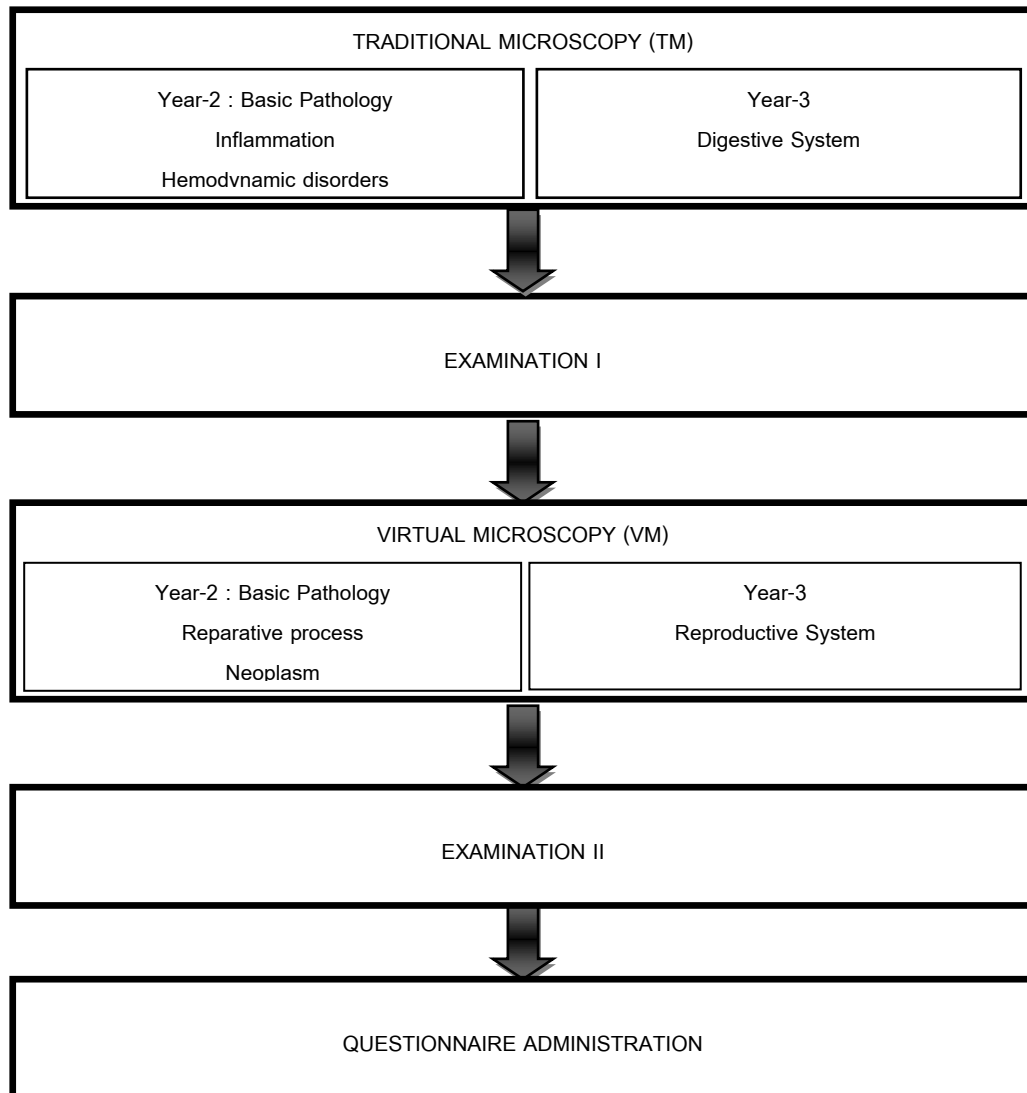 TRADITIONAL MICROSCOPY (TM)
Year-2 : Basic Pathology
Inflammation
Hemodynamic disorders
Year-3
Digestive System
EXAMINATION I
VIRTUAL MICROSCOPY (VM)
Year-2 : Basic Pathology
Reparative process
Neoplasm
Year-3
Reproductive System
EXAMINATION II
QUESTIONNAIRE ADMINISTRATION